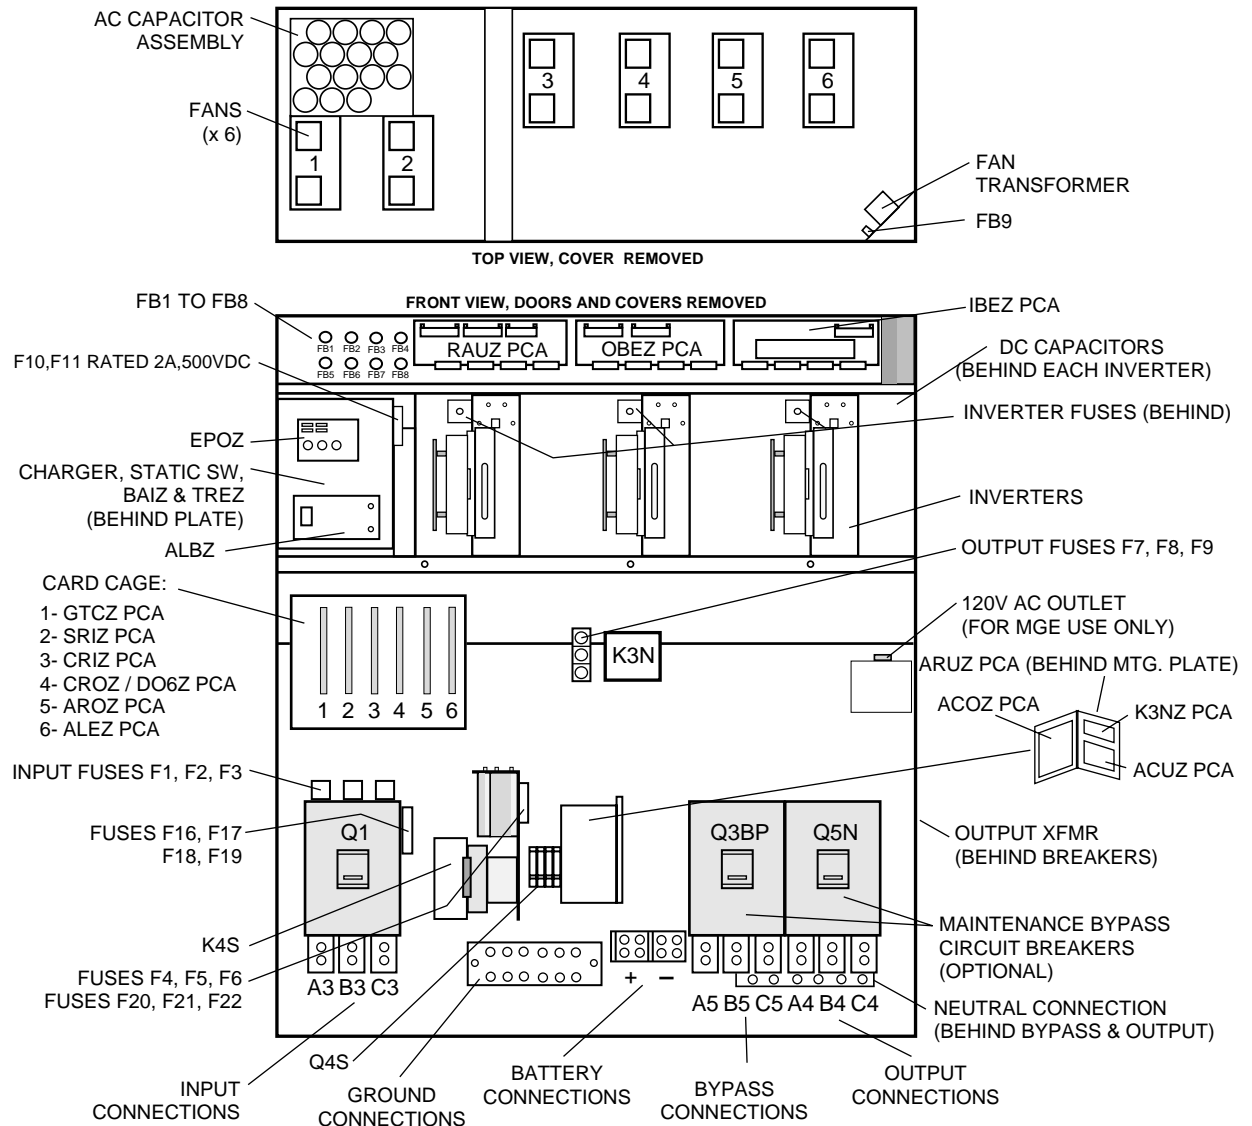 AC CAPACITOR
ASSEMBLY
FANS
(x 6)
1
2
3
4
5
6
FAN
TRANSFORMER
FB9
TOP VIEW, COVER REMOVED
FRONT VIEW, DOORS AND COVERS REMOVED
FB1 TO FB8
FB1 FB2 FB3 FB4
FB5 FB6 FB7 FB8
RAUZ PCA
OBEZ PCA
IBEZ PCA
F10,F11 RATED 2A,500VDC
DC CAPACITORS
(BEHIND EACH INVERTER)
INVERTER FUSES (BEHIND)
EPOZ
CHARGER, STATIC SW,
BAIZ & TREZ
(BEHIND PLATE)
ALBZ
INVERTERS
OUTPUT FUSES F7, F8, F9
CARD CAGE:
1- GTCZ PCA
2- SRIZ PCA
3- CRIZ PCA
4- CROZ / DO6Z PCA
5- AROZ PCA
6- ALEZ PCA
1 2 3 4 5 6
K3N
120V AC OUTLET
(FOR MGE USE ONLY)
ARUZ PCA (BEHIND MTG. PLATE)
ACOZ PCA
K3NZ PCA
ACUZ PCA
INPUT FUSES F1, F2, F3
FUSES F16, F17
F18, F19
Q1
Q3BP
Q5N
OUTPUT XFMR
(BEHIND BREAKERS)
K4S
FUSES F4, F5, F6
FUSES F20, F21, F22
MAINTENANCE BYPASS
CIRCUIT BREAKERS
(OPTIONAL)
A3 B3 C3
+ −
A5 B5 C5 A4 B4 C4
NEUTRAL CONNECTION
(BEHIND BYPASS & OUTPUT)
Q4S
INPUT
CONNECTIONS
GROUND
CONNECTIONS
BATTERY
CONNECTIONS
BYPASS
CONNECTIONS
OUTPUT
CONNECTIONS